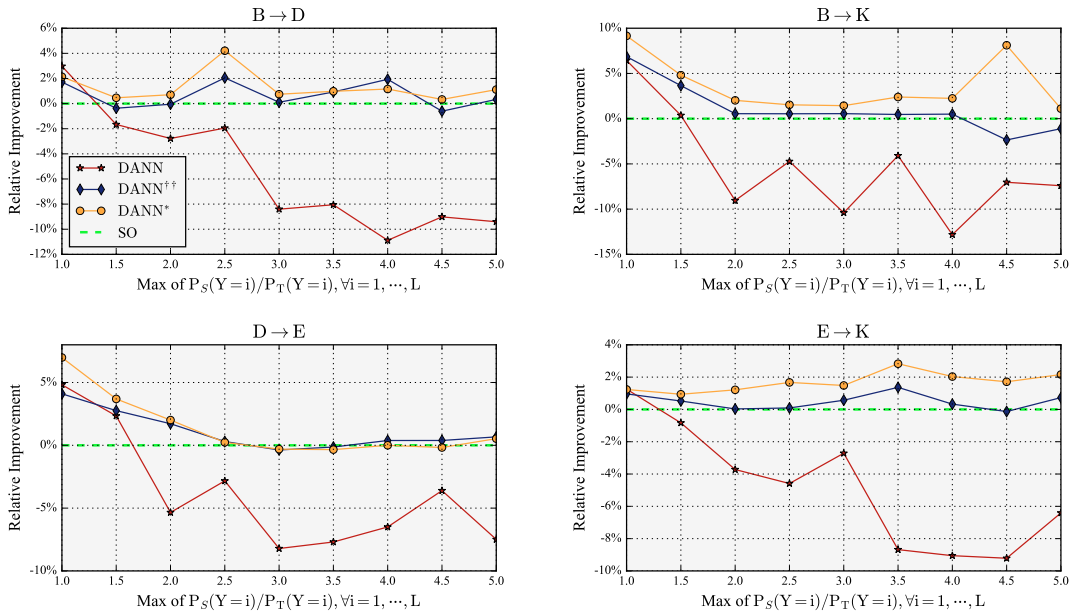 B → D
6%
4%
2%
0%
-2%
-4%
-6%
-8%
-10%
-12%
Relative Improvement
DANN
DANN††
DANN*
SO
1.0 1.5 2.0 2.5 3.0 3.5 4.0 4.5 5.0
Max of P_S(Y=i)/P_T(Y=i), ∀i=1, ⋯, L
B → K
10%
5%
0%
-5%
-10%
-15%
Relative Improvement
1.0 1.5 2.0 2.5 3.0 3.5 4.0 4.5 5.0
Max of P_S(Y=i)/P_T(Y=i), ∀i=1, ⋯, L
D → E
5%
0%
-5%
-10%
Relative Improvement
1.0 1.5 2.0 2.5 3.0 3.5 4.0 4.5 5.0
Max of P_S(Y=i)/P_T(Y=i), ∀i=1, ⋯, L
E → K
4%
2%
0%
-2%
-4%
-6%
-8%
-10%
Relative Improvement
1.0 1.5 2.0 2.5 3.0 3.5 4.0 4.5 5.0
Max of P_S(Y=i)/P_T(Y=i), ∀i=1, ⋯, L